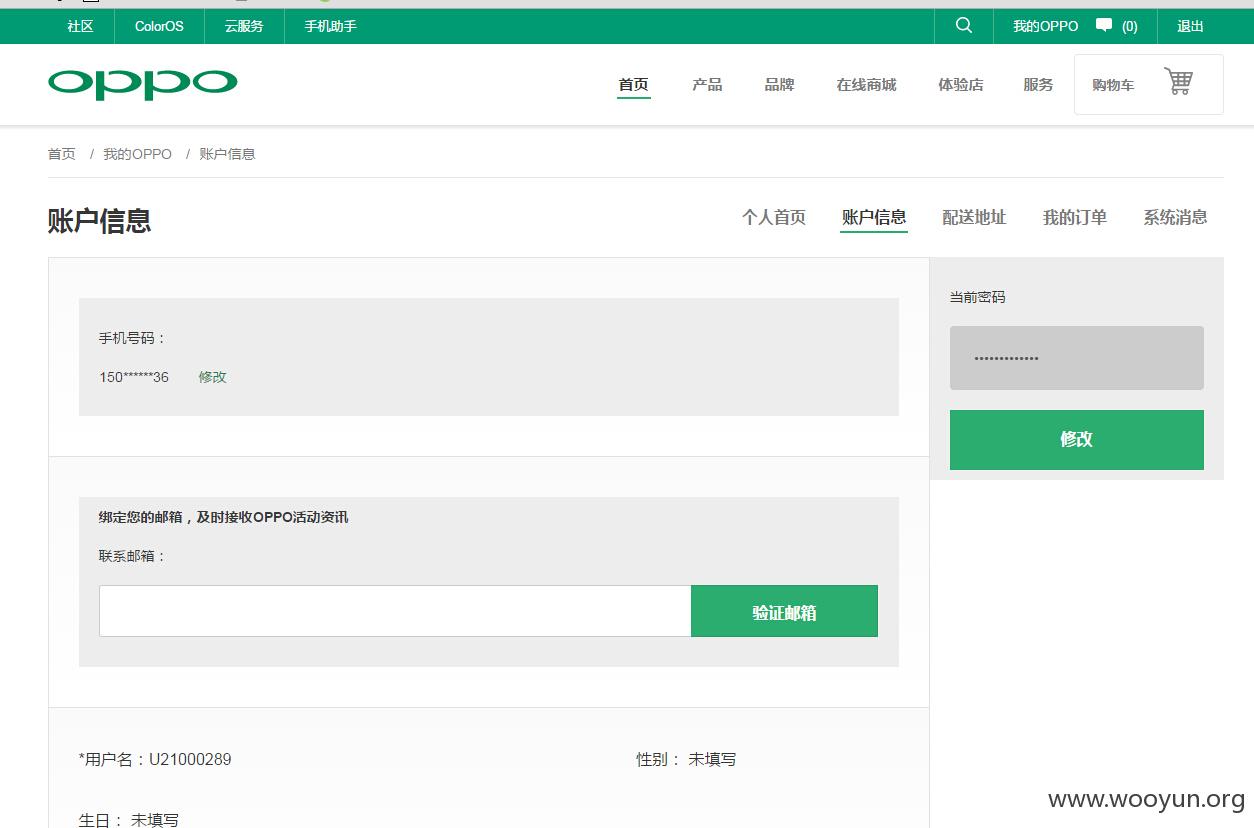 社区 ColorOS 云服务 手机助手 我的OPPO (0) 退出
oppo 首页 产品 品牌 在线商城 体验店 服务 购物车
首页 / 我的OPPO / 账户信息
账户信息 个人首页 账户信息 配送地址 我的订单 系统消息
当前密码
•••••••••••••
修改
手机号码：
150******36 修改
绑定您的邮箱，及时接收OPPO活动资讯
联系邮箱：
验证邮箱
*用户名：U21000289 性别： 未填写
生日： 未填写
www.wooyun.org